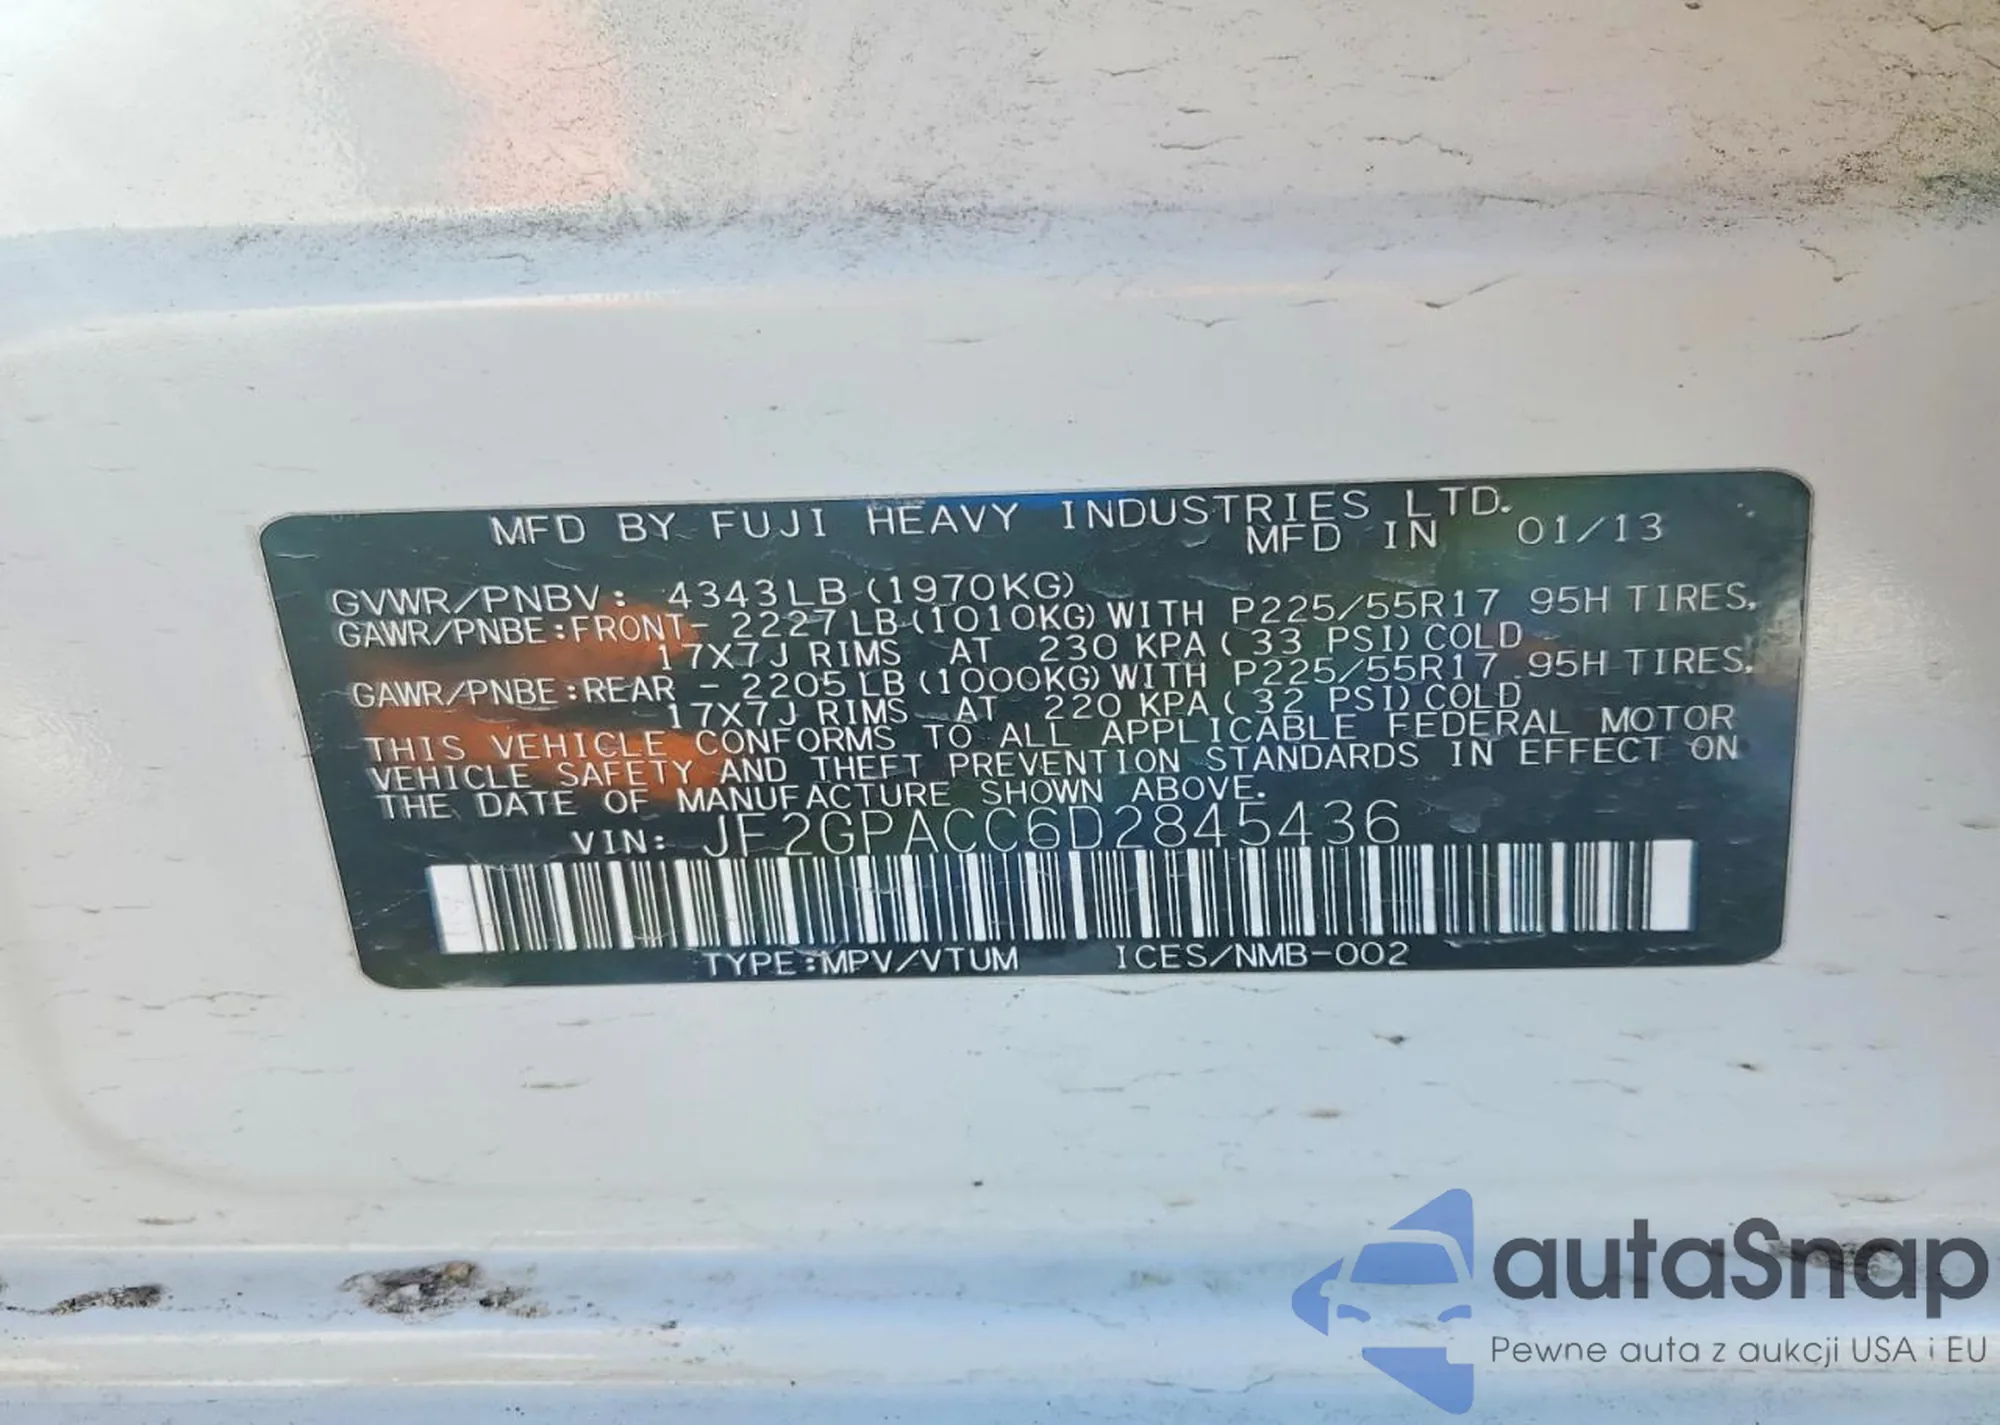 MFD BY FUJI HEAVY INDUSTRIES LTD.
MFD IN 01/13
GVWR/PNBV: 4343LB (1970KG)
GAWR/PNBE:FRONT- 2227LB (1010KG) WITH P225/55R17 95H TIRES,
17X7J RIMS AT 230 KPA ( 33 PSI) COLD
GAWR/PNBE:REAR - 2205LB (1000KG) WITH P225/55R17 95H TIRES,
17X7J RIMS AT 220 KPA ( 32 PSI) COLD
THIS VEHICLE CONFORMS TO ALL APPLICABLE FEDERAL MOTOR
VEHICLE SAFETY AND THEFT PREVENTION STANDARDS IN EFFECT ON
THE DATE OF MANUFACTURE SHOWN ABOVE.
VIN: JF2GPACC6D2845436
TYPE:MPV/VTUM ICES/NMB-002
autaSnap
Pewne auta z aukcji USA i EU